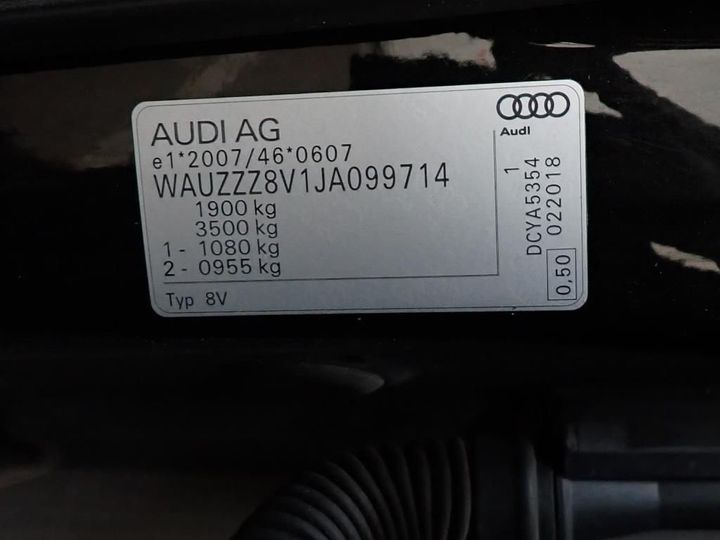 AUDI AG
e1*2007/46*0607
WAUZZZ8V1JA099714
1900 kg
3500 kg
1 - 1080 kg
2 - 0955 kg
Typ 8V
Audi
1
DCYA5354
022018
0,50